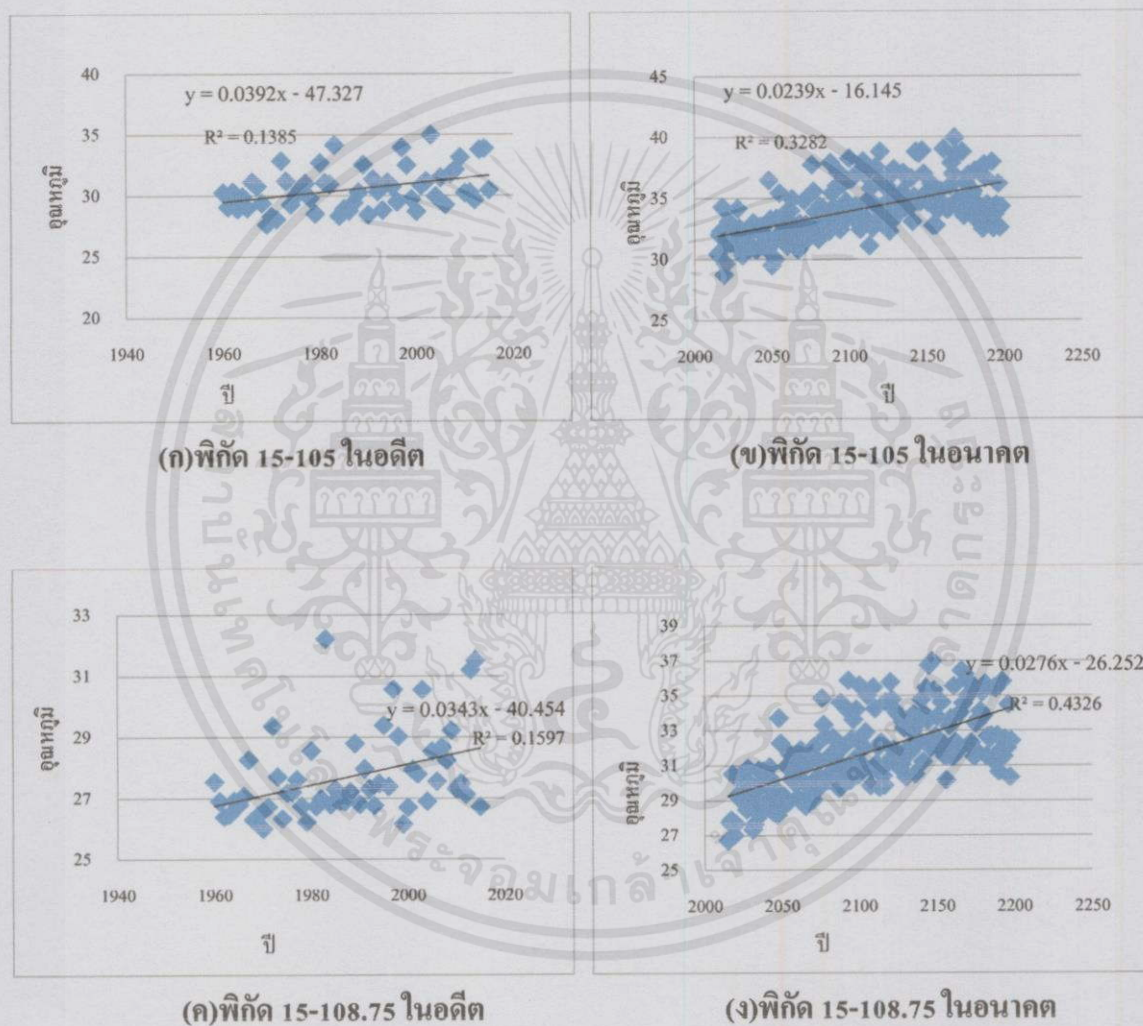 40
35
30
25
20
y = 0.0392x - 47.327
R² = 0.1385
อุณหภูมิ
1940 1960 1980 2000 2020
ปี
(ก)พิกัด 15-105 ในอดีต
45
40
35
30
25
y = 0.0239x - 16.145
R² = 0.3282
อุณหภูมิ
2000 2050 2100 2150 2200 2250
ปี
(ข)พิกัด 15-105 ในอนาคต
33
31
29
27
25
y = 0.0343x - 40.454
R² = 0.1597
อุณหภูมิ
1940 1960 1980 2000 2020
ปี
(ค)พิกัด 15-108.75 ในอดีต
39
37
35
33
31
29
27
25
y = 0.0276x - 26.252
R² = 0.4326
อุณหภูมิ
2000 2050 2100 2150 2200 2250
ปี
(ง)พิกัด 15-108.75 ในอนาคต